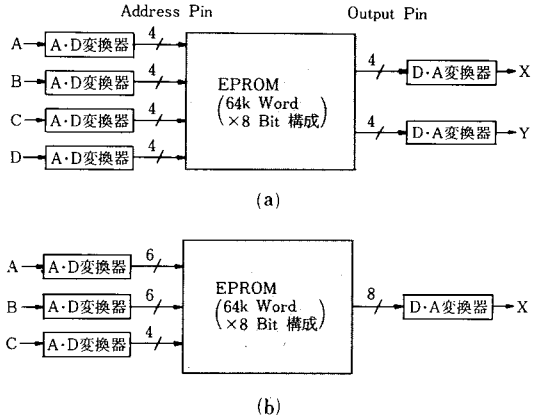 Address Pin Output Pin
A A・D変換器 4
B A・D変換器 4
C A・D変換器 4
D A・D変換器 4
EPROM
(64k Word
×8 Bit 構成)
4 D・A変換器 X
4 D・A変換器 Y
(a)
A A・D変換器 6
B A・D変換器 6
C A・D変換器 4
EPROM
(64k Word
×8 Bit 構成)
8 D・A変換器 X
(b)